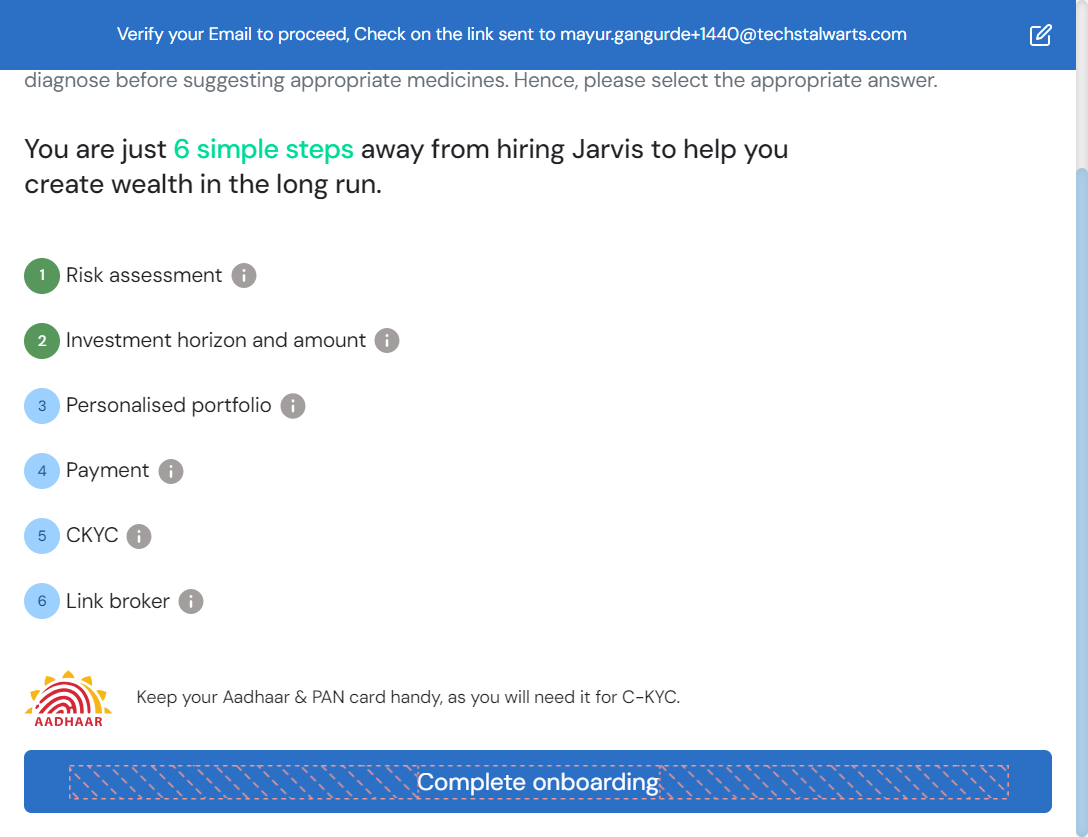 Verify your Email to proceed, Check on the link sent to mayur.gangurde+1440@techstalwarts.com
diagnose before suggesting appropriate medicines. Hence, please select the appropriate answer.
You are just 6 simple steps away from hiring Jarvis to help you
create wealth in the long run.
1 Risk assessment i
2 Investment horizon and amount i
3 Personalised portfolio i
4 Payment i
5 CKYC i
6 Link broker i
AADHAAR
Keep your Aadhaar & PAN card handy, as you will need it for C-KYC.
Complete onboarding